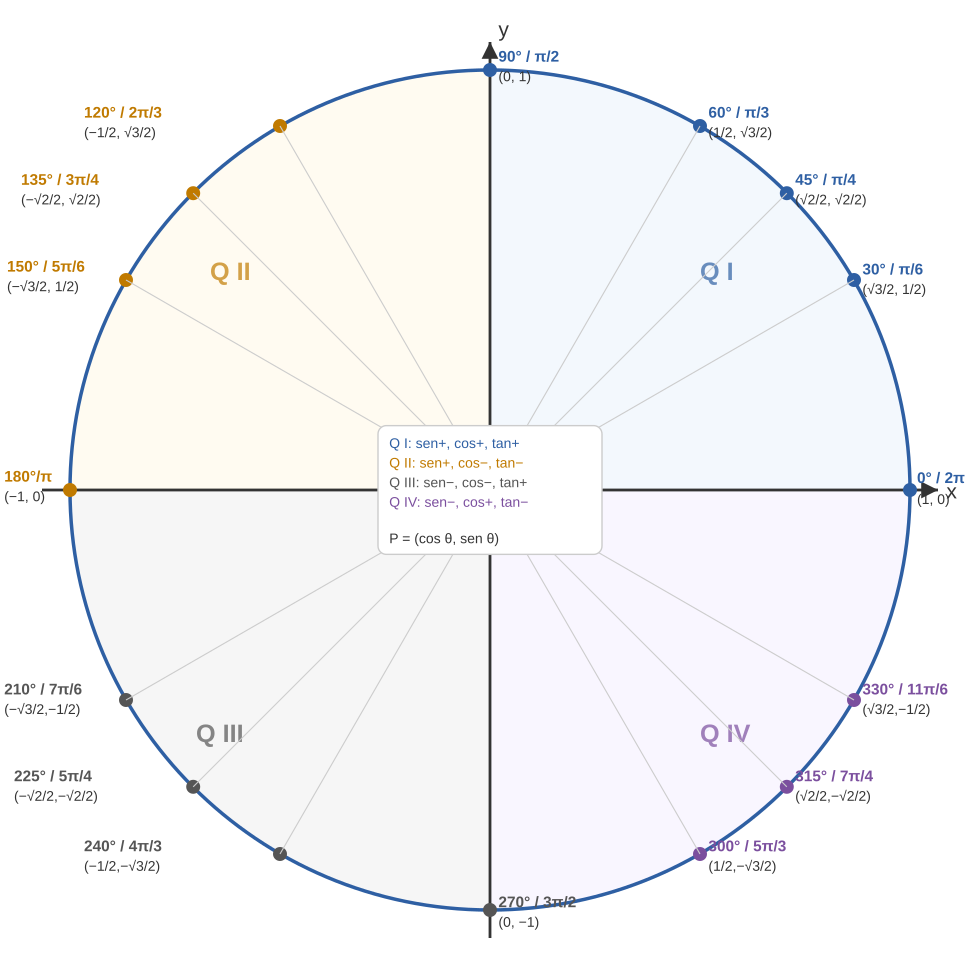 y
90° / π/2
(0, 1)
120° / 2π/3
(−1/2, √3/2)
60° / π/3
(1/2, √3/2)
135° / 3π/4
(−√2/2, √2/2)
45° / π/4
(√2/2, √2/2)
150° / 5π/6
(−√3/2, 1/2)
Q II
Q I
30° / π/6
(√3/2, 1/2)
Q I: sen+, cos+, tan+
Q II: sen+, cos−, tan−
Q III: sen−, cos−, tan+
Q IV: sen−, cos+, tan−
P = (cos θ, sen θ)
180°/π
(−1, 0)
0° / 2π
(1, 0)
x
210° / 7π/6
(−√3/2,−1/2)
330° / 11π/6
(√3/2,−1/2)
Q III
Q IV
225° / 5π/4
(−√2/2,−√2/2)
315° / 7π/4
(√2/2,−√2/2)
240° / 4π/3
(−1/2,−√3/2)
300° / 5π/3
(1/2,−√3/2)
270° / 3π/2
(0, −1)